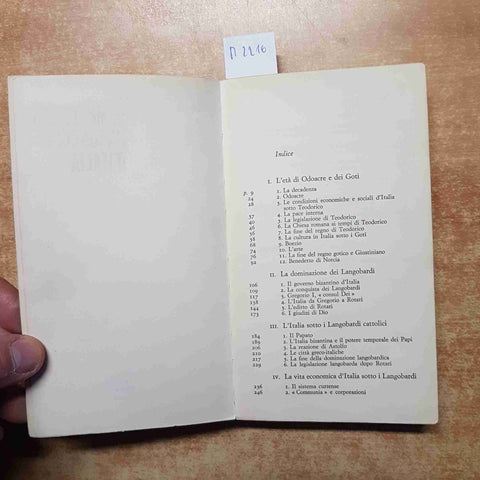 П 2216
Indice
I. L'età di Odoacre e dei Goti
p. 9 1. La decadenza
24 2. Odoacre
28 3. Le condizioni economiche e sociali d'Italia
sotto Teodorico
37 4. La pace interna
40 5. La legislazione di Teodorico
46 6. La Chiesa romana ai tempi di Teodorico
56 7. La fine del regno di Teodorico
58 8. La cultura in Italia sotto i Goti
68 9. Boezio
74 10. L'arte
76 11. La fine del regno gotico e Giustiniano
92 12. Benedetto di Norcia
II. La dominazione dei Langobardi
106 1. Il governo bizantino d'Italia
109 2. La conquista dei Langobardi
3. Gregorio I, « consul Dei »
138 4. L'Italia da Gregorio a Rotari
144 5. L'editto di Rotari
173 6. I giudizi di Dio
III. L'Italia sotto i Langobardi cattolici
184 1. Il Papato
189 2. L'Italia bizantina e il potere temporale dei Papi
206 3. La reazione di Astolfo
4. Le città greco-italiche
217 5. La fine della dominazione langobardica
229 6. La legislazione langobarda dopo Rotari
IV. La vita economica d'Italia sotto i Langobardi
236 1. Il sistema curtense
246 2. « Communia » e corporazioni